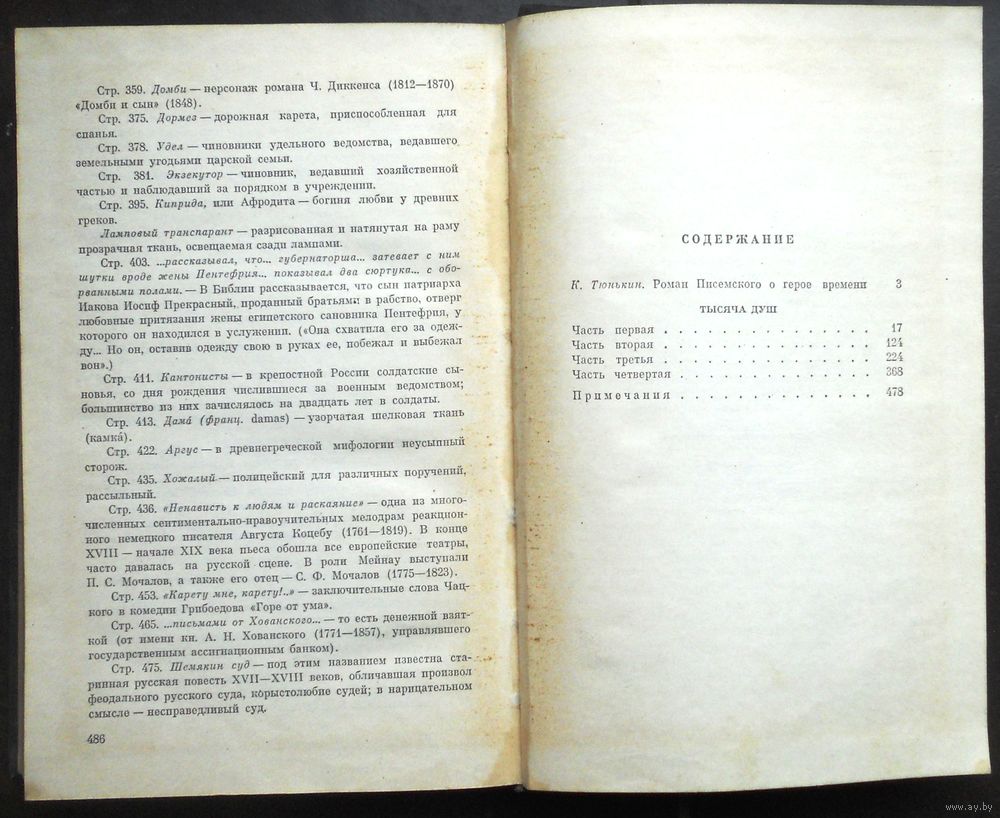 Стр. 359. Домби — персонаж романа Ч. Диккенса (1812—1870)
«Домби и сын» (1848).
Стр. 375. Дормез — дорожная карета, приспособленная для
спанья.
Стр. 378. Удел — чиновники удельного ведомства, ведавшего
земельными угодьями царской семьи.
Стр. 381. Экзекутор — чиновник, ведавший хозяйственной
частью и наблюдавший за порядком в учреждении.
Стр. 395. Киприда, или Афродита — богиня любви у древних
греков.
Ламповый транспарант — разрисованная и натянутая на раму
прозрачная ткань, освещаемая сзади лампами.
Стр. 403. ...рассказывал, что... губернаторша... затевает с ним
шутки вроде жены Пентефрия... показывал два сюртука... с обо-
рванными полами. — В Библии рассказывается, что сын патриарха
Иакова Иосиф Прекрасный, проданный братьями в рабство, отверг
любовные притязания жены египетского сановника Пентефрия, у
которого он находился в услужении. («Она схватила его за одеж-
ду... Но он, оставив одежду свою в руках ее, побежал и выбежал
вон».)
Стр. 411. Кантонисты — в крепостной России солдатские сы-
новья, со дня рождения числившиеся за военным ведомством;
большинство из них зачислялось на двадцать лет в солдаты.
Стр. 413. Дама́ (франц. damas) — узорчатая шелковая ткань
(камка́).
Стр. 422. Аргус — в древнегреческой мифологии неусыпный
сторож.
Стр. 435. Хожалый — полицейский для различных поручений,
рассыльный.
Стр. 436. «Ненависть к людям и раскаяние» — одна из много-
численных сентиментально-нравоучительных мелодрам реакцион-
ного немецкого писателя Августа Коцебу (1761—1819). В конце
XVIII — начале XIX века пьеса обошла все европейские театры,
часто давалась на русской сцене. В роли Мейнау выступали
П. С. Мочалов, а также его отец — С. Ф. Мочалов (1775—1823).
Стр. 453. «Карету мне, карету!..» — заключительные слова Чац-
кого в комедии Грибоедова «Горе от ума».
Стр. 465. ...письмами от Хованского... — то есть денежной взят-
кой (от имени кн. А. Н. Хованского (1771—1857), управлявшего
государственным ассигнационным банком).
Стр. 475. Шемякин суд — под этим названием известна ста-
ринная русская повесть XVII—XVIII веков, обличавшая произвол
феодального русского суда, корыстолюбие судей; в нарицательном
смысле — несправедливый суд.
486
СОДЕРЖАНИЕ
К. Тюнькин. Роман Писемского о герое времени 3
ТЫСЯЧА ДУШ
Часть первая . . . . . . . . . . . . . . . 17
Часть вторая . . . . . . . . . . . . . . . 124
Часть третья . . . . . . . . . . . . . . . 224
Часть четвертая . . . . . . . . . . . . . . 368
Примечания . . . . . . . . . . . . . . 478
www.ay.by